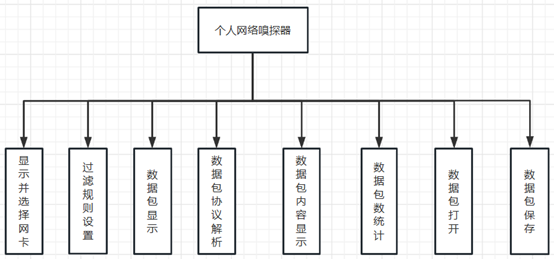 个人网络嗅探器
显示并选择网卡
过滤规则设置
数据包显示
数据包协议解析
数据包内容显示
数据包数统计
数据包打开
数据包保存